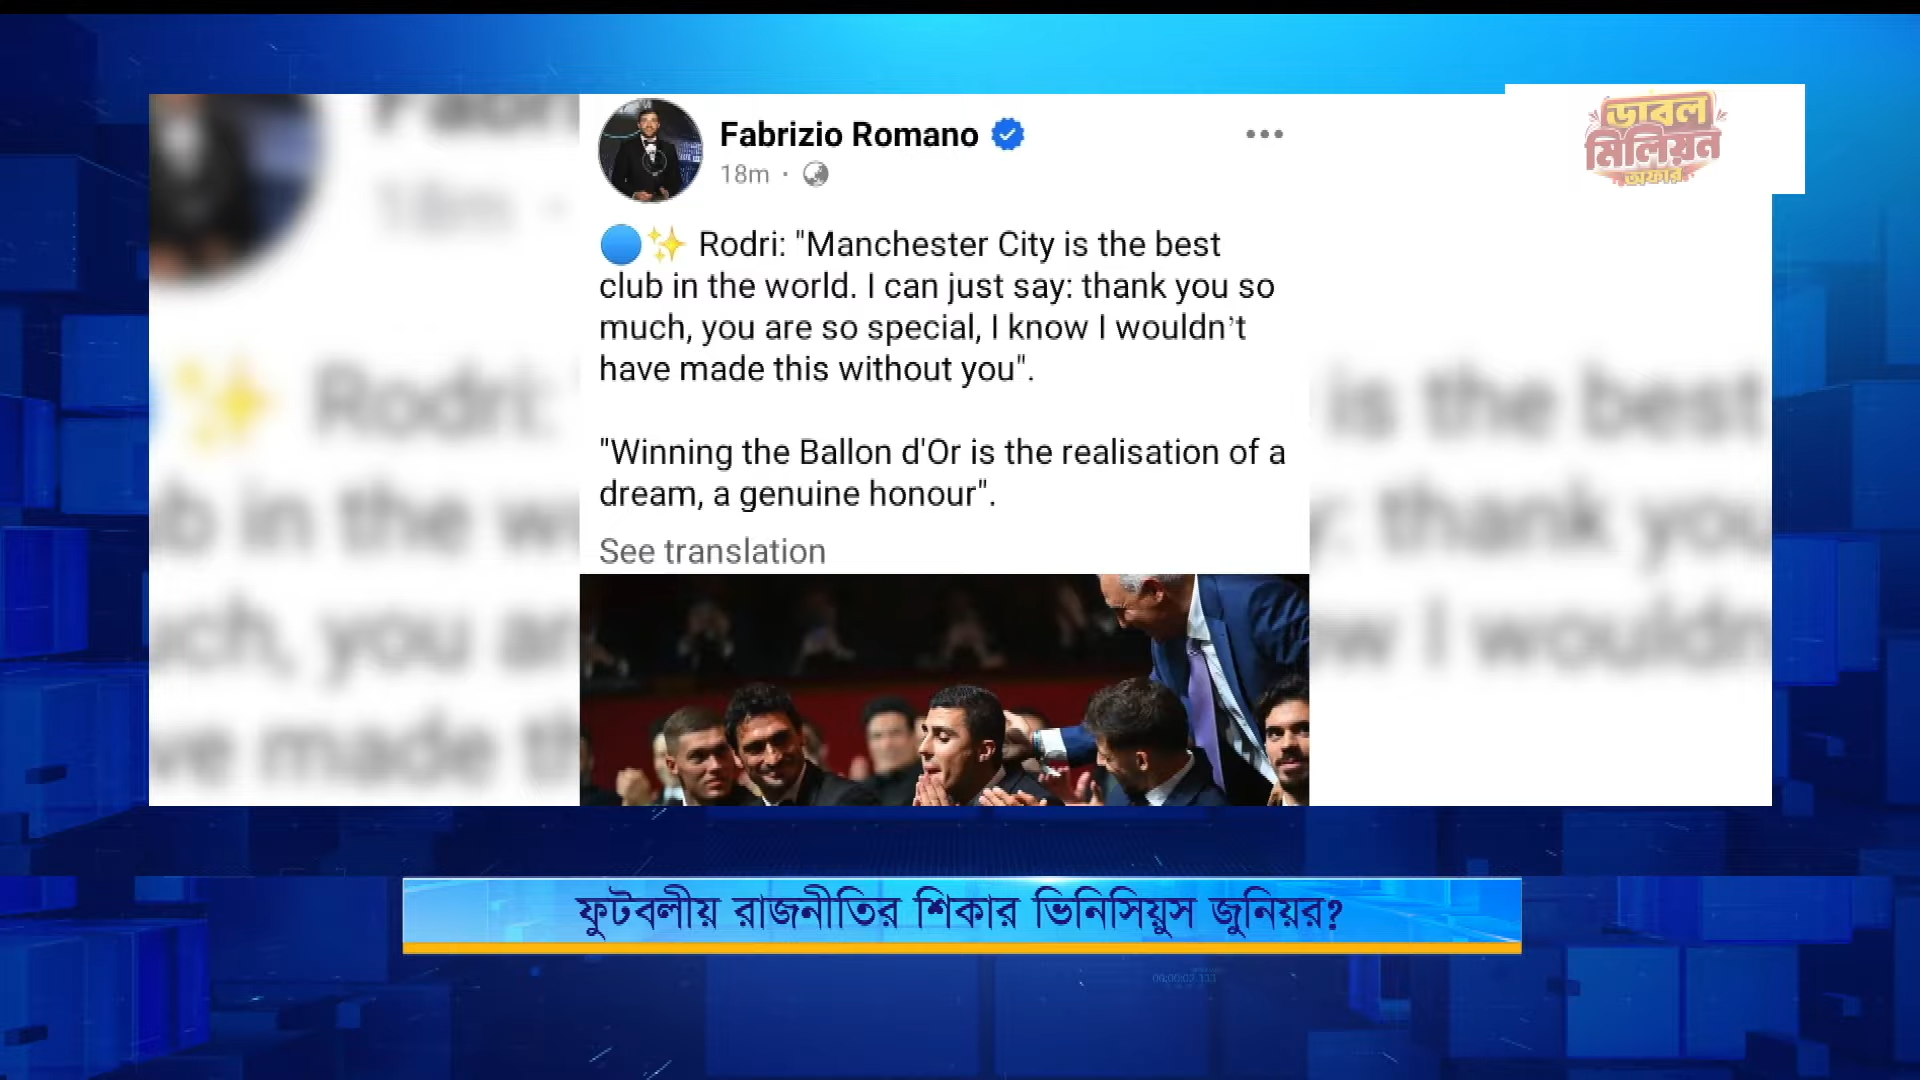 ডাবল
মিলিয়ন
অফার
Fabrizio Romano
18m
Rodri: "Manchester City is the best
club in the world. I can just say: thank you so
much, you are so special, I know I wouldn't
have made this without you".
"Winning the Ballon d'Or is the realisation of a
dream, a genuine honour".
See translation
ফুটবলীয় রাজনীতির শিকার ভিনিসিয়ুস জুনিয়র?